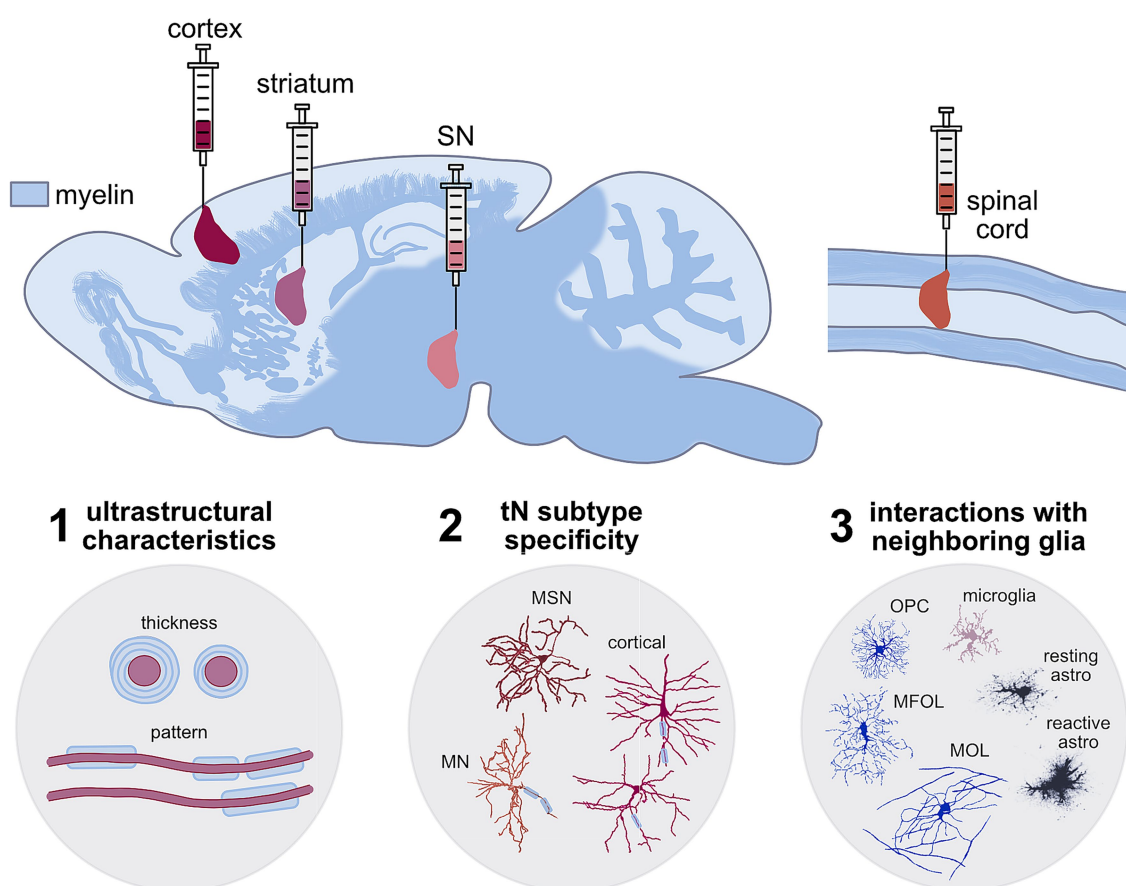 cortex
striatum
SN
myelin
spinal
cord
1 ultrastructural
characteristics
thickness
pattern
2 tN subtype
specificity
MSN
cortical
MN
3 interactions with
neighboring glia
OPC
microglia
resting
astro
MFOL
reactive
astro
MOL